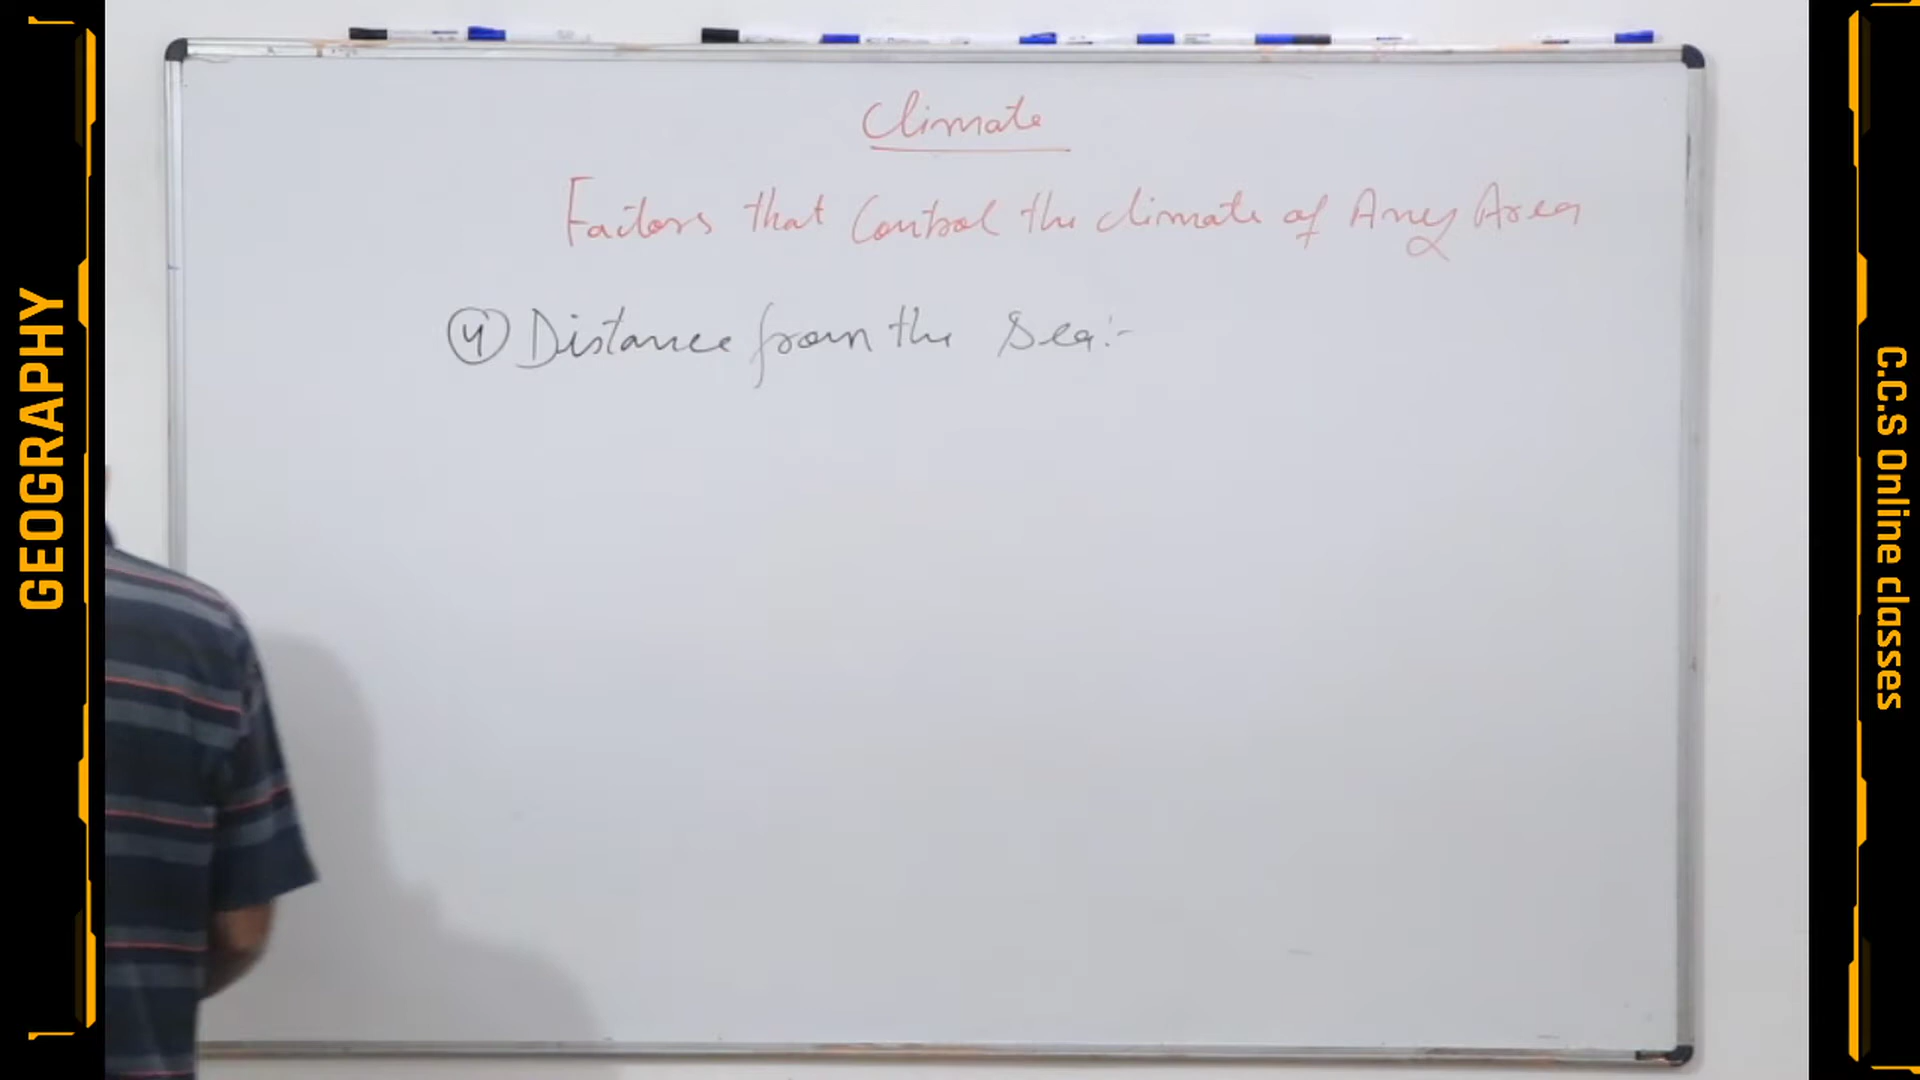 GEOGRAPHY
Climate
Factors that Control the climate of Any Area
4 Distance from the Sea:-
C.C.S Online classes